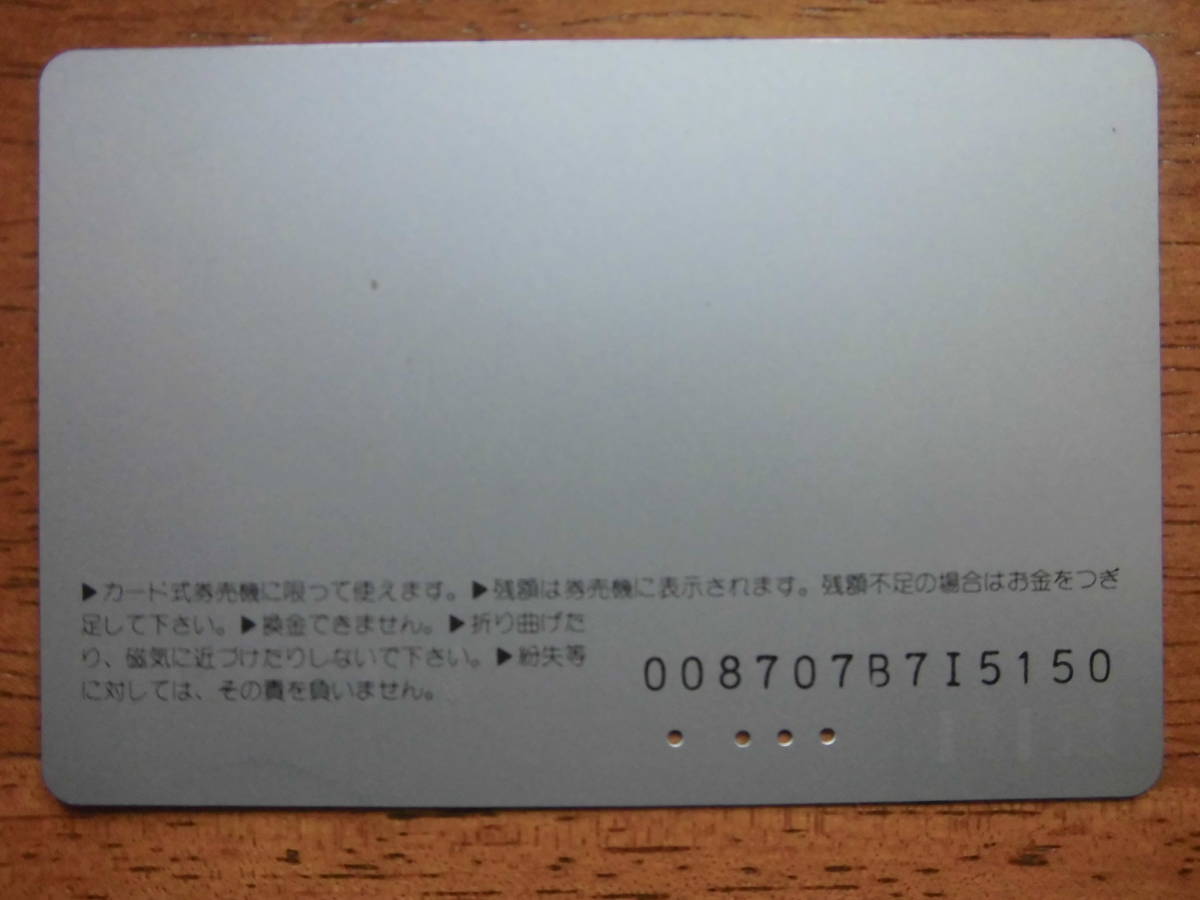 ▶カード式券売機に限って使えます。▶残額は券売機に表示されます。残額不足の場合はお金をつぎ
足して下さい。▶換金できません。▶折り曲げた
り、磁気に近づけたりしないで下さい。▶紛失等
に対しては、その責を負いません。
008707B7I5150